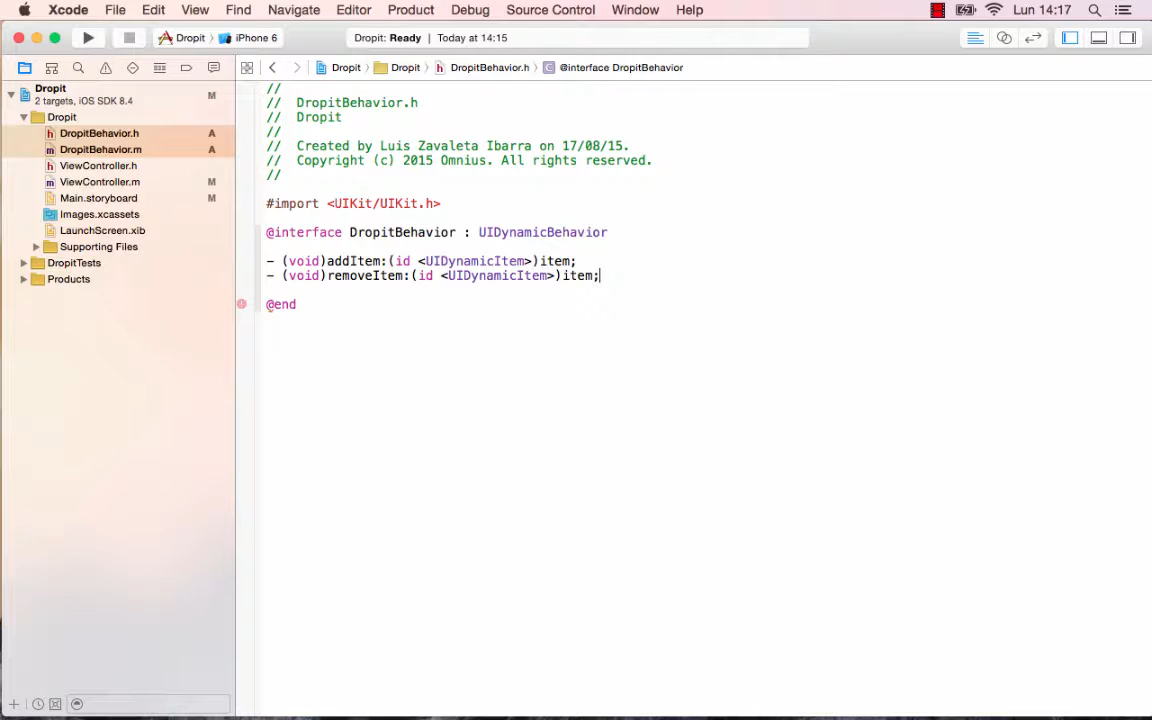 Xcode File Edit View Find Navigate Editor Product Debug Source Control Window Help Lun 14:17
Dropit iPhone 6 Dropit: Ready Today at 14:15
Dropit Dropit DropitBehavior.h @interface DropitBehavior
Dropit M
2 targets, iOS SDK 8.4
Dropit
DropitBehavior.h A
DropitBehavior.m A
ViewController.h
ViewController.m M
Main.storyboard M
Images.xcassets
LaunchScreen.xib
Supporting Files
DropitTests
Products
//
// DropitBehavior.h
// Dropit
//
// Created by Luis Zavaleta Ibarra on 17/08/15.
// Copyright (c) 2015 Omnius. All rights reserved.
//
#import <UIKit/UIKit.h>
@interface DropitBehavior : UIDynamicBehavior
- (void)addItem:(id <UIDynamicItem>)item;
- (void)removeItem:(id <UIDynamicItem>)item;
@end